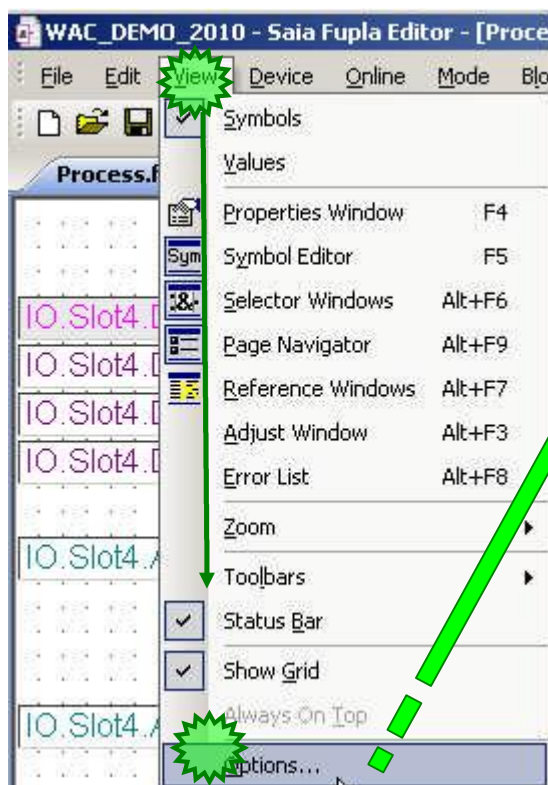 WAC_DEMO_2010 - Saia Fupla Editor - [Proce
File Edit View Device Online Mode Blo
Process.f
Symbols
Values
Properties Window F4
Sym Symbol Editor F5
Selector Windows Alt+F6
Page Navigator Alt+F9
Reference Windows Alt+F7
Adjust Window Alt+F3
Error List Alt+F8
Zoom
Toolbars
Status Bar
Show Grid
Always On Top
Options...
IO.Slot4.D
IO.Slot4.D
IO.Slot4.D
IO.Slot4.D
IO.Slot4.A
IO.Slot4.A